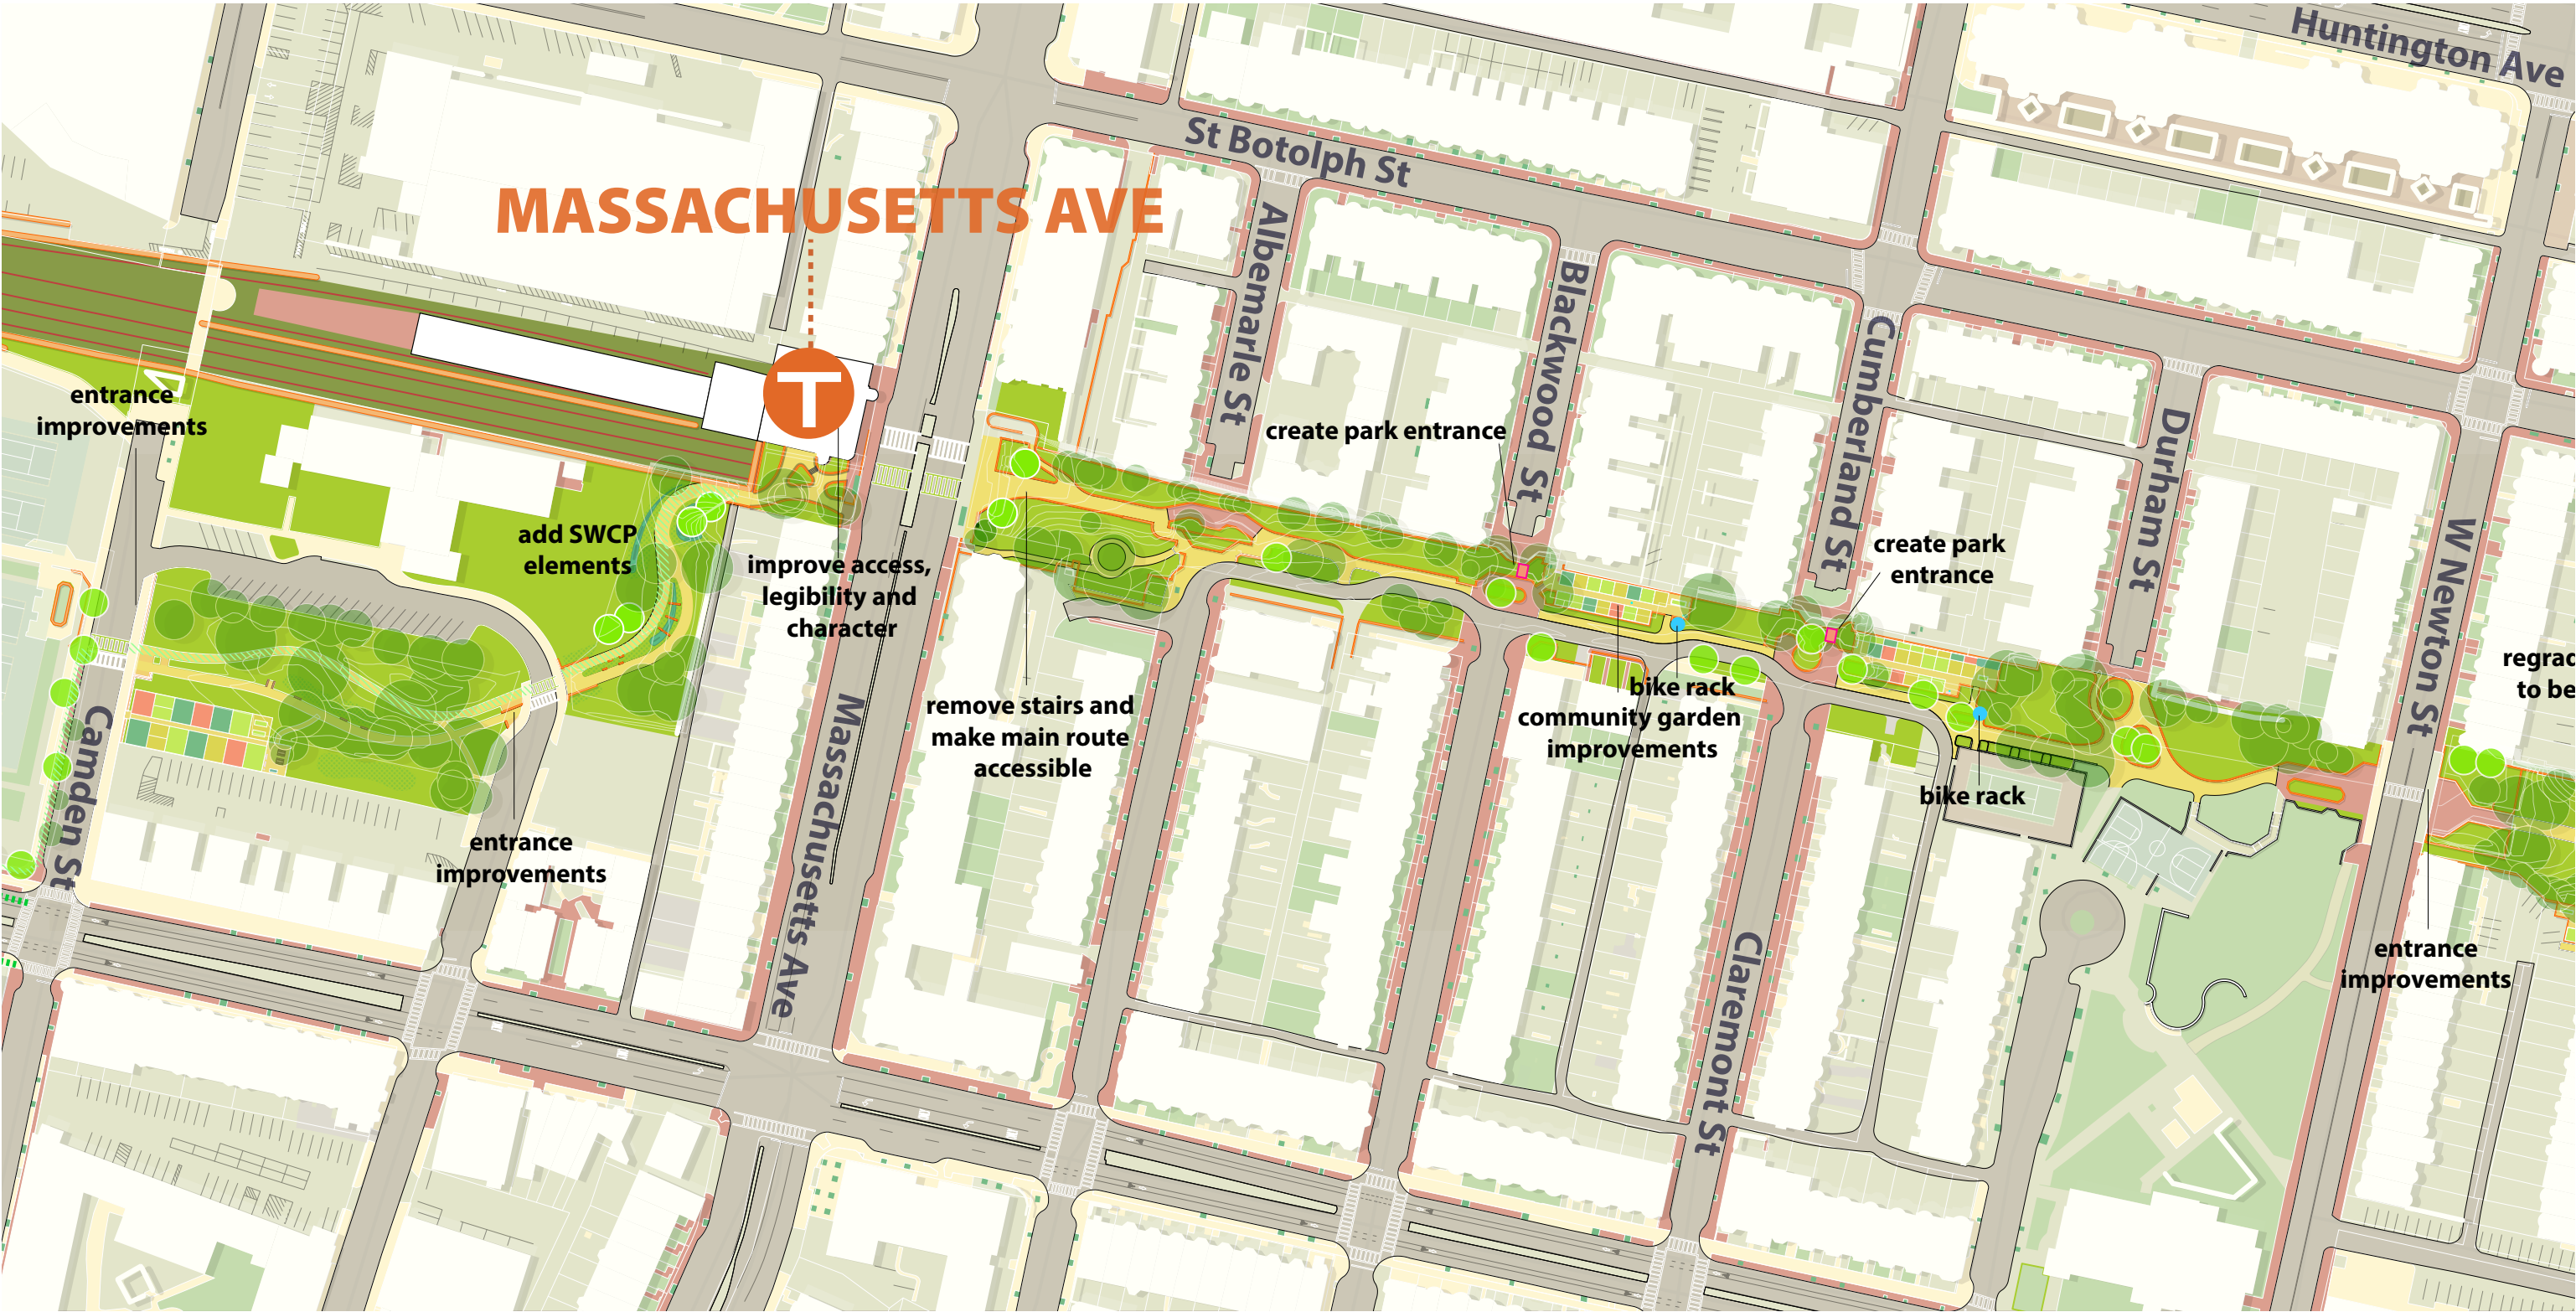 Huntington Ave
St Botolph St
MASSACHUSETTS AVE
T
Albemarle St
Blackwood St
Cumberland St
Durham St
W Newton St
entrance
improvements
create park entrance
add SWCP
elements
improve access,
legibility and
character
create park
entrance
remove stairs and
make main route
accessible
bike rack
community garden
improvements
regrac
to be
bike rack
Camden St
Massachusetts Ave
entrance
improvements
Claremont St
entrance
improvements